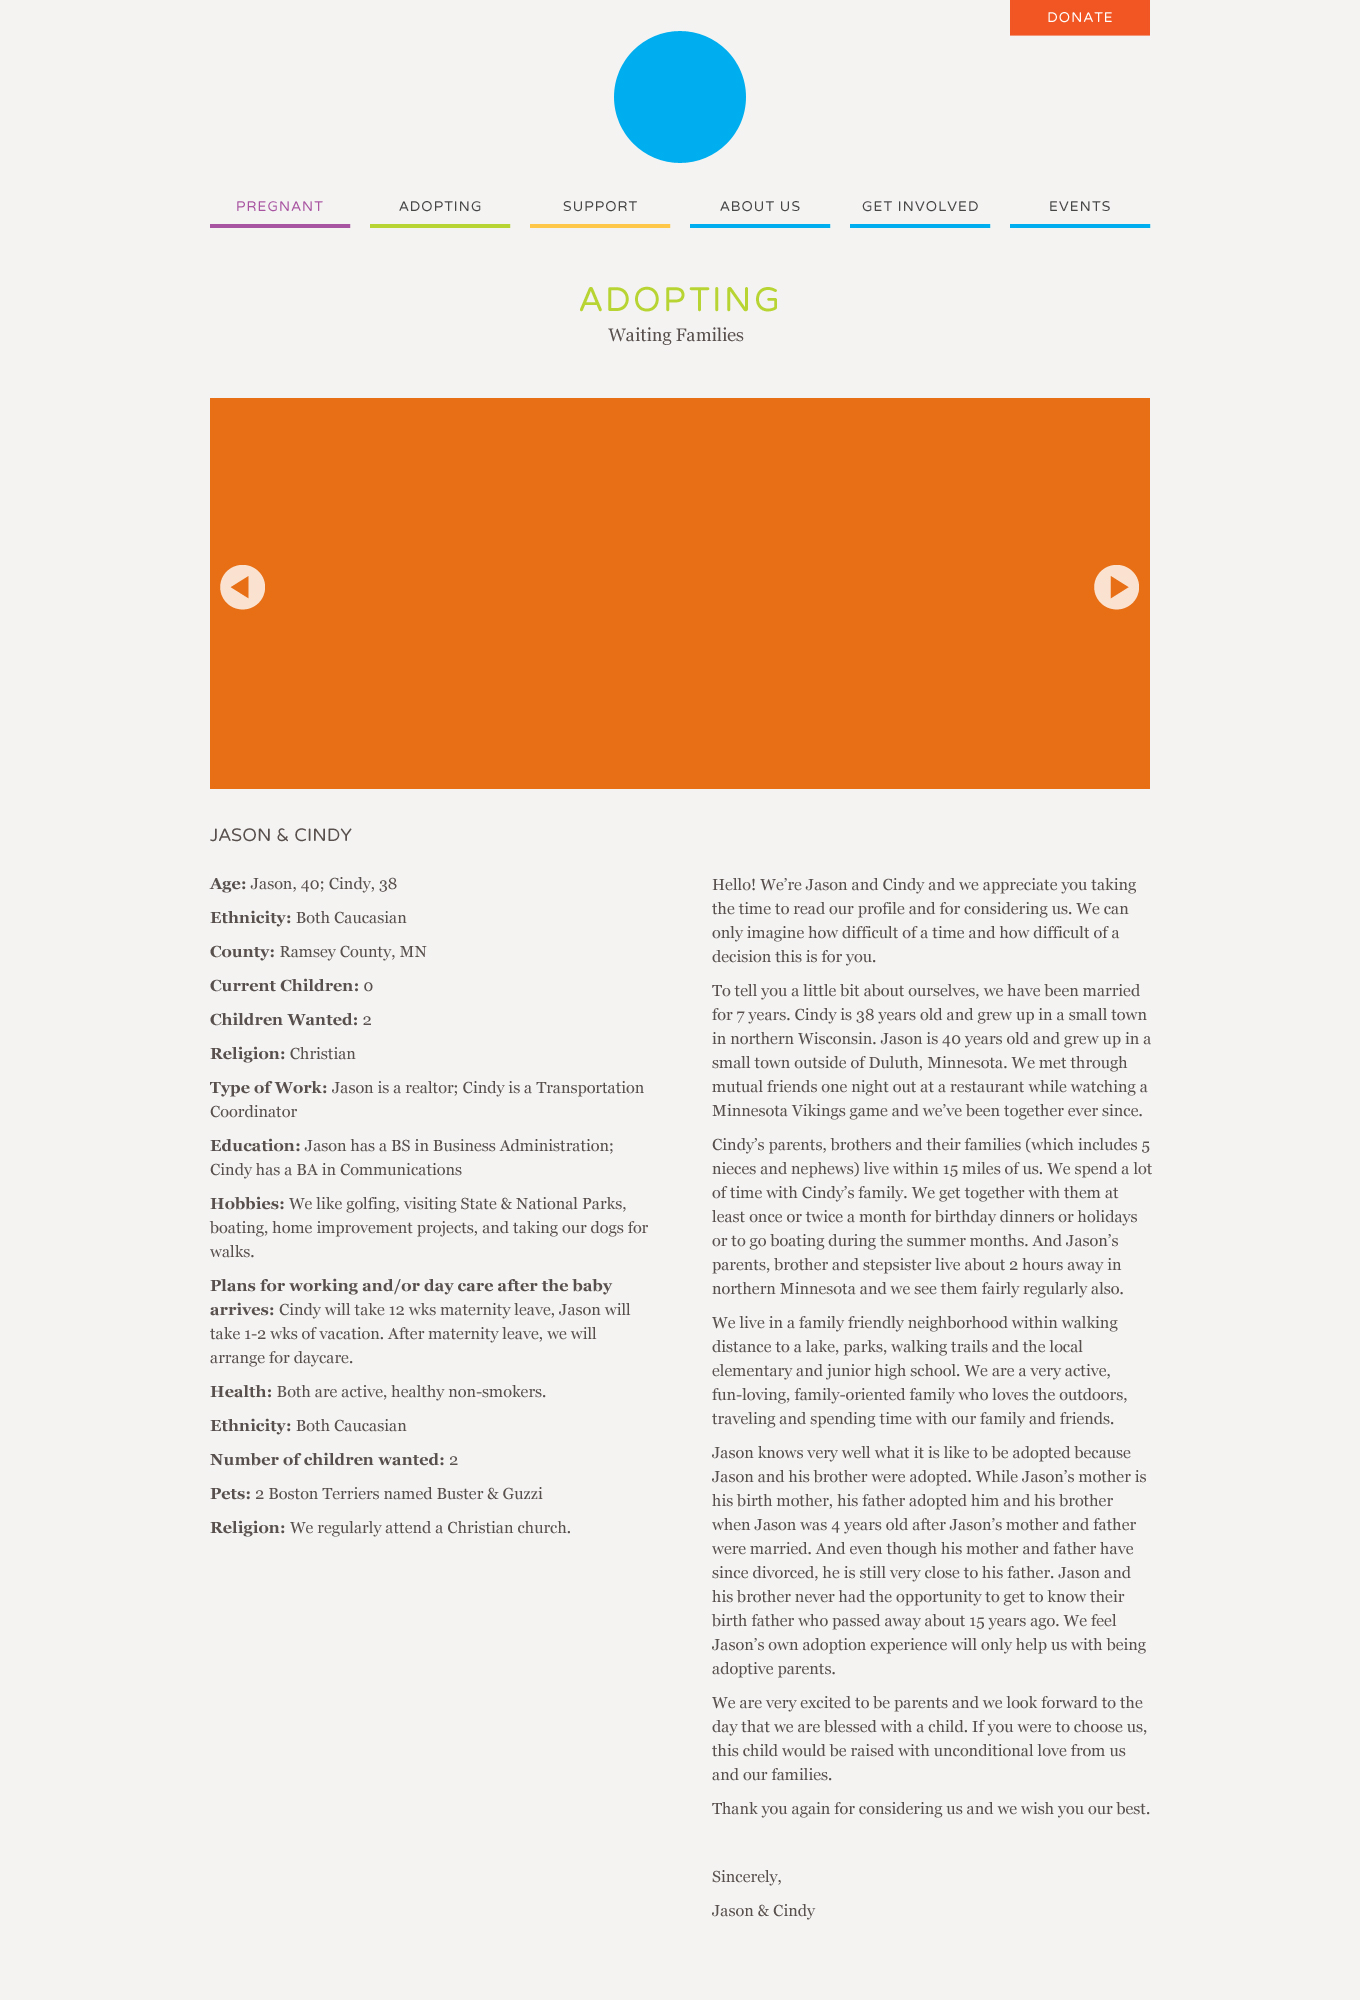 DONATE
PREGNANT
ADOPTING
SUPPORT
ABOUT US
GET INVOLVED
EVENTS
ADOPTING
Waiting Families
JASON & CINDY
Age: Jason, 40; Cindy, 38
Ethnicity: Both Caucasian
County: Ramsey County, MN
Current Children: 0
Children Wanted: 2
Religion: Christian
Type of Work: Jason is a realtor; Cindy is a Transportation
Coordinator
Education: Jason has a BS in Business Administration;
Cindy has a BA in Communications
Hobbies: We like golfing, visiting State & National Parks,
boating, home improvement projects, and taking our dogs for
walks.
Plans for working and/or day care after the baby
arrives: Cindy will take 12 wks maternity leave, Jason will
take 1-2 wks of vacation. After maternity leave, we will
arrange for daycare.
Health: Both are active, healthy non-smokers.
Ethnicity: Both Caucasian
Number of children wanted: 2
Pets: 2 Boston Terriers named Buster & Guzzi
Religion: We regularly attend a Christian church.
Hello! We’re Jason and Cindy and we appreciate you taking
the time to read our profile and for considering us. We can
only imagine how difficult of a time and how difficult of a
decision this is for you.
To tell you a little bit about ourselves, we have been married
for 7 years. Cindy is 38 years old and grew up in a small town
in northern Wisconsin. Jason is 40 years old and grew up in a
small town outside of Duluth, Minnesota. We met through
mutual friends one night out at a restaurant while watching a
Minnesota Vikings game and we’ve been together ever since.
Cindy’s parents, brothers and their families (which includes 5
nieces and nephews) live within 15 miles of us. We spend a lot
of time with Cindy’s family. We get together with them at
least once or twice a month for birthday dinners or holidays
or to go boating during the summer months. And Jason’s
parents, brother and stepsister live about 2 hours away in
northern Minnesota and we see them fairly regularly also.
We live in a family friendly neighborhood within walking
distance to a lake, parks, walking trails and the local
elementary and junior high school. We are a very active,
fun-loving, family-oriented family who loves the outdoors,
traveling and spending time with our family and friends.
Jason knows very well what it is like to be adopted because
Jason and his brother were adopted. While Jason’s mother is
his birth mother, his father adopted him and his brother
when Jason was 4 years old after Jason’s mother and father
were married. And even though his mother and father have
since divorced, he is still very close to his father. Jason and
his brother never had the opportunity to get to know their
birth father who passed away about 15 years ago. We feel
Jason’s own adoption experience will only help us with being
adoptive parents.
We are very excited to be parents and we look forward to the
day that we are blessed with a child. If you were to choose us,
this child would be raised with unconditional love from us
and our families.
Thank you again for considering us and we wish you our best.
Sincerely,
Jason & Cindy